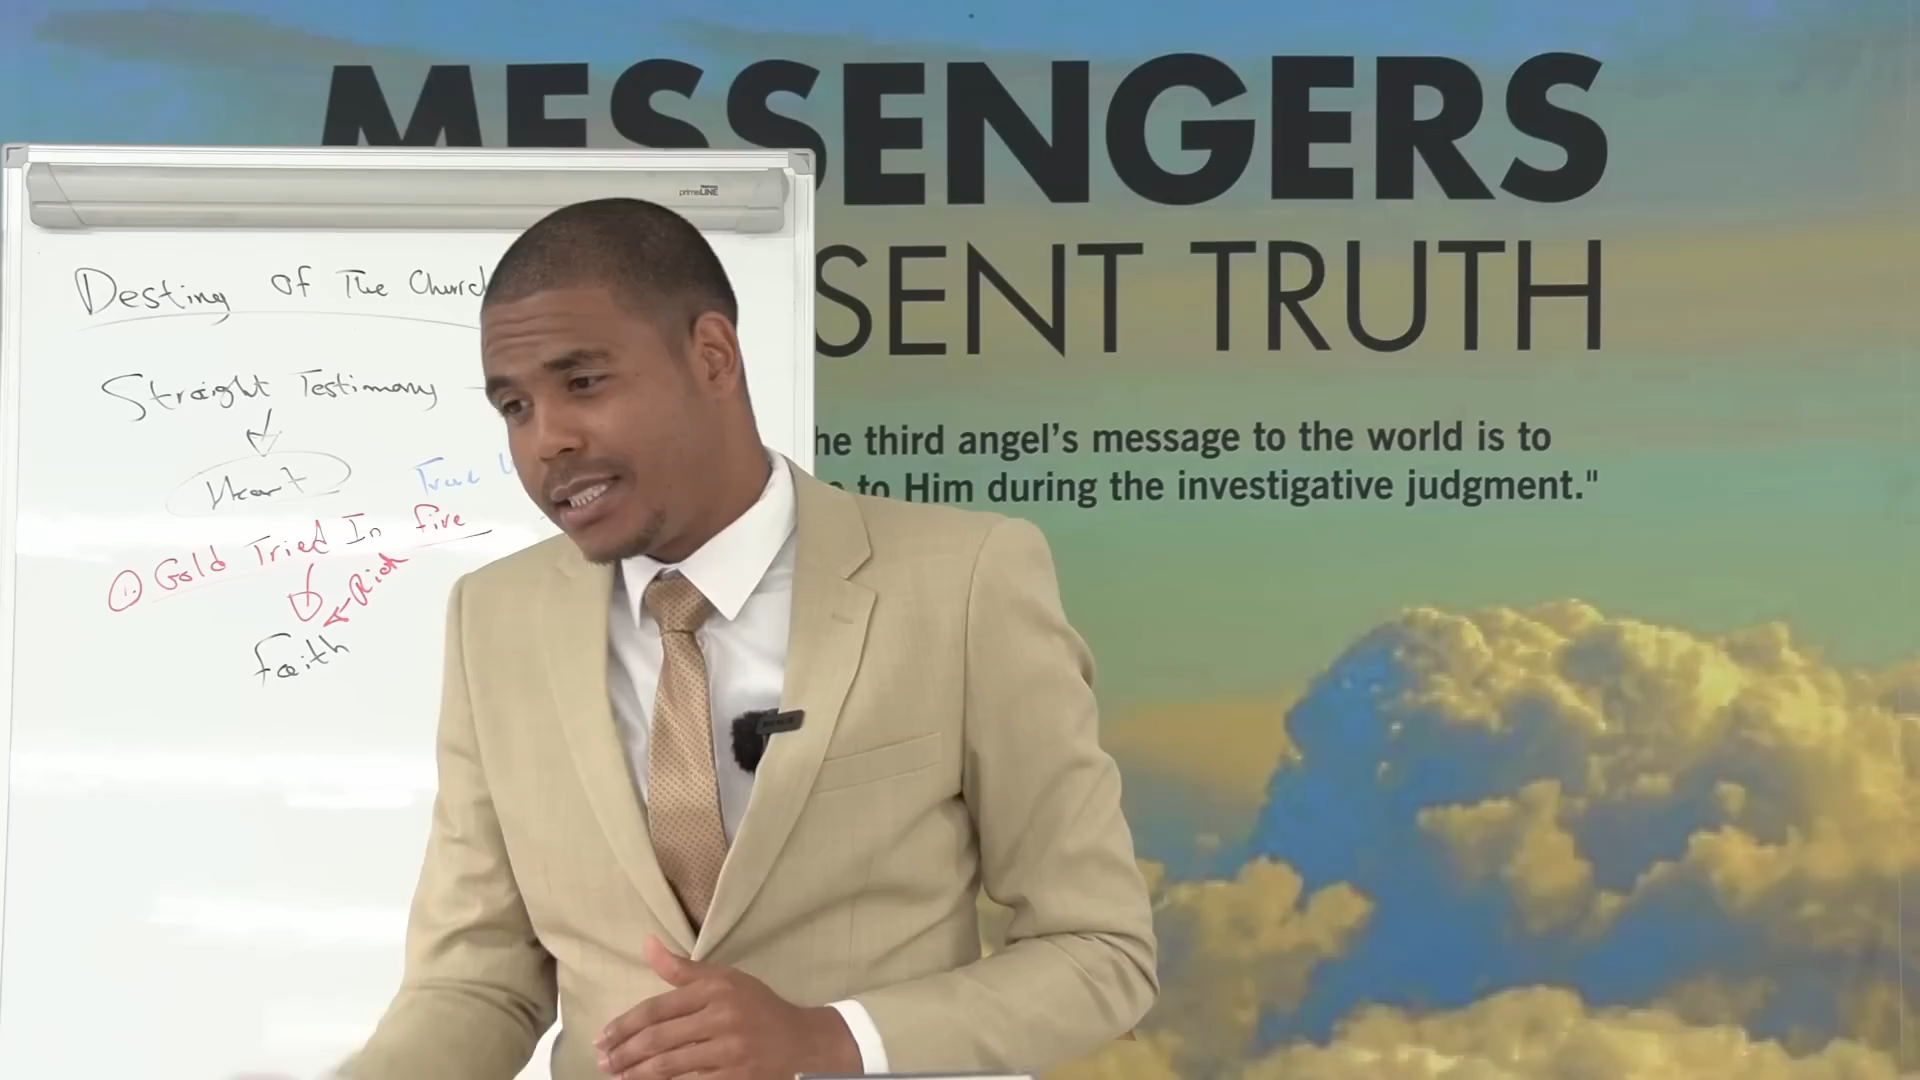 MESSENGERS
SENT TRUTH
he third angel's message to the world is to
to Him during the investigative judgment."
primeLINE
Destiny Of The Church
Straight Testimony
Heart
True
① Gold Tried In fire
Rich
faith